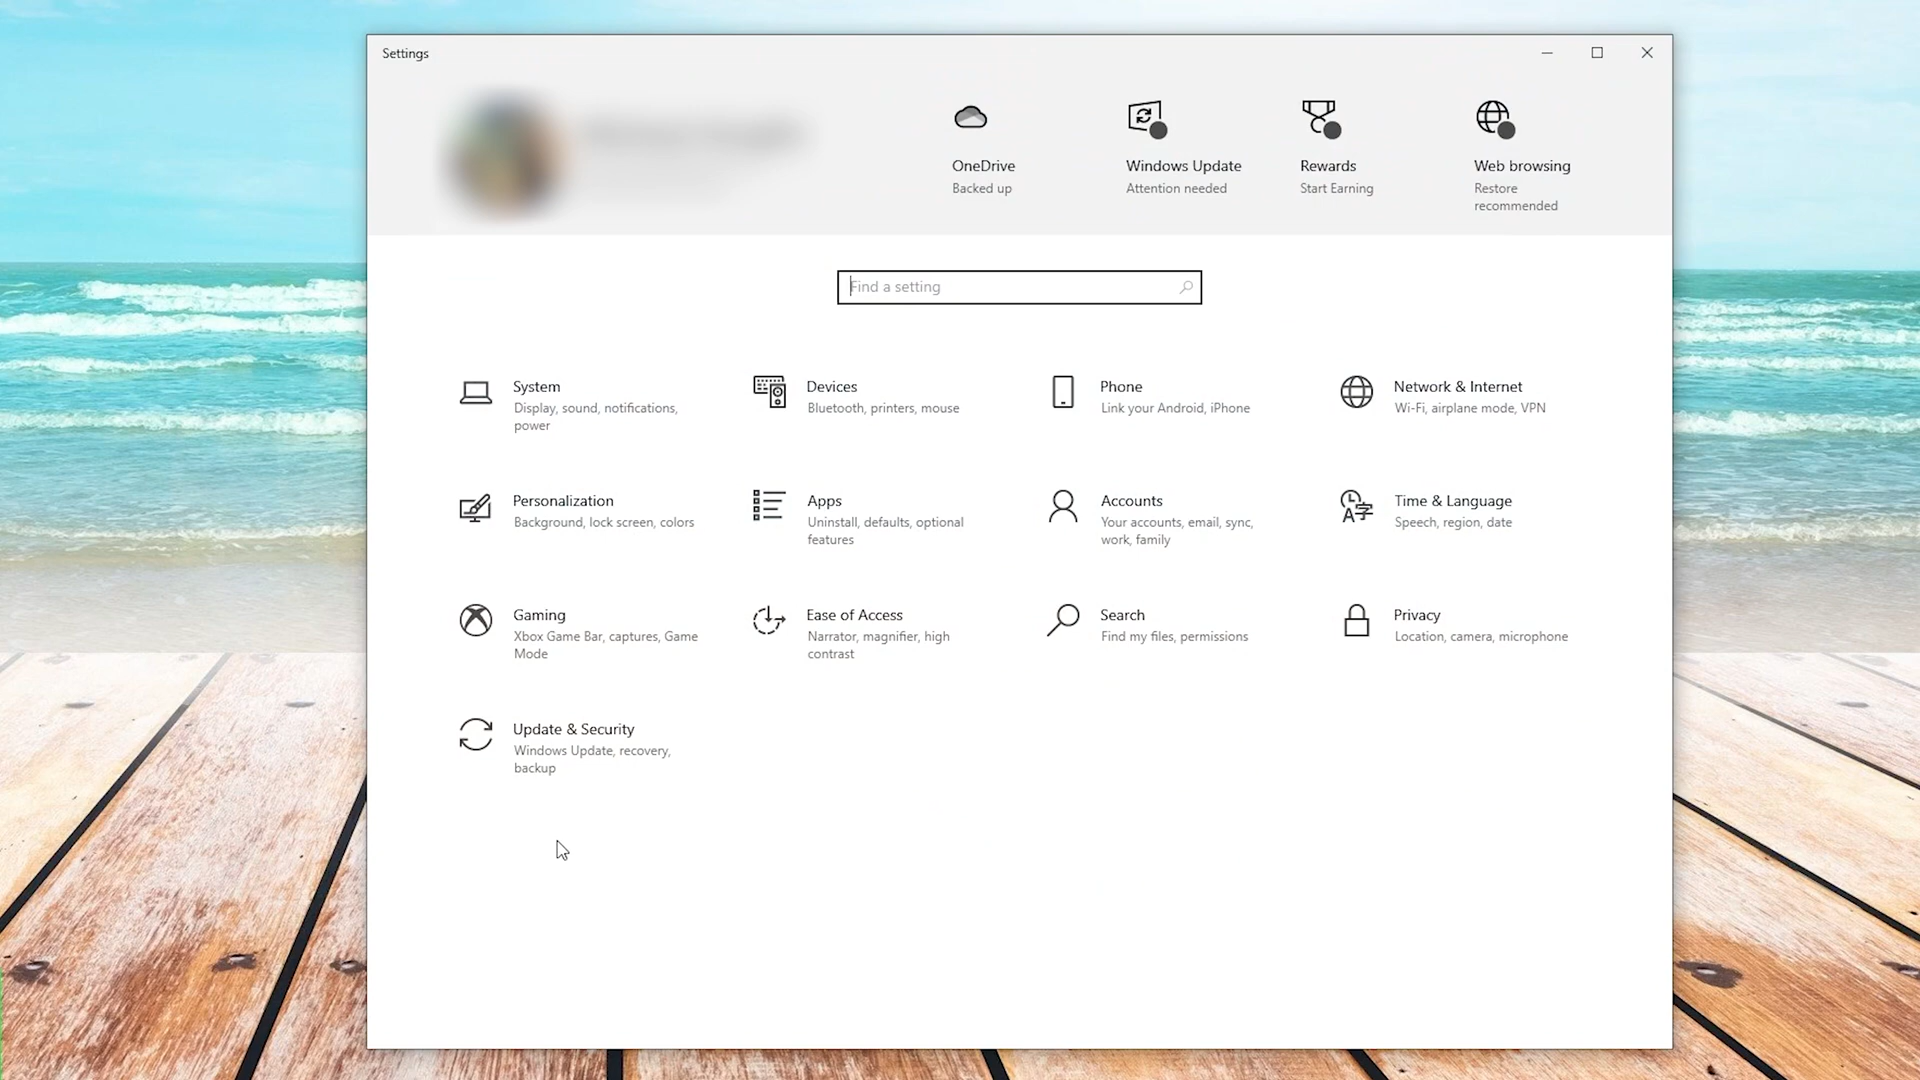 Settings
OneDrive
Backed up
Windows Update
Attention needed
Rewards
Start Earning
Web browsing
Restore
recommended
Find a setting
System
Display, sound, notifications,
power
Devices
Bluetooth, printers, mouse
Phone
Link your Android, iPhone
Network & Internet
Wi-Fi, airplane mode, VPN
Personalization
Background, lock screen, colors
Apps
Uninstall, defaults, optional
features
Accounts
Your accounts, email, sync,
work, family
Time & Language
Speech, region, date
Gaming
Xbox Game Bar, captures, Game
Mode
Ease of Access
Narrator, magnifier, high
contrast
Search
Find my files, permissions
Privacy
Location, camera, microphone
Update & Security
Windows Update, recovery,
backup